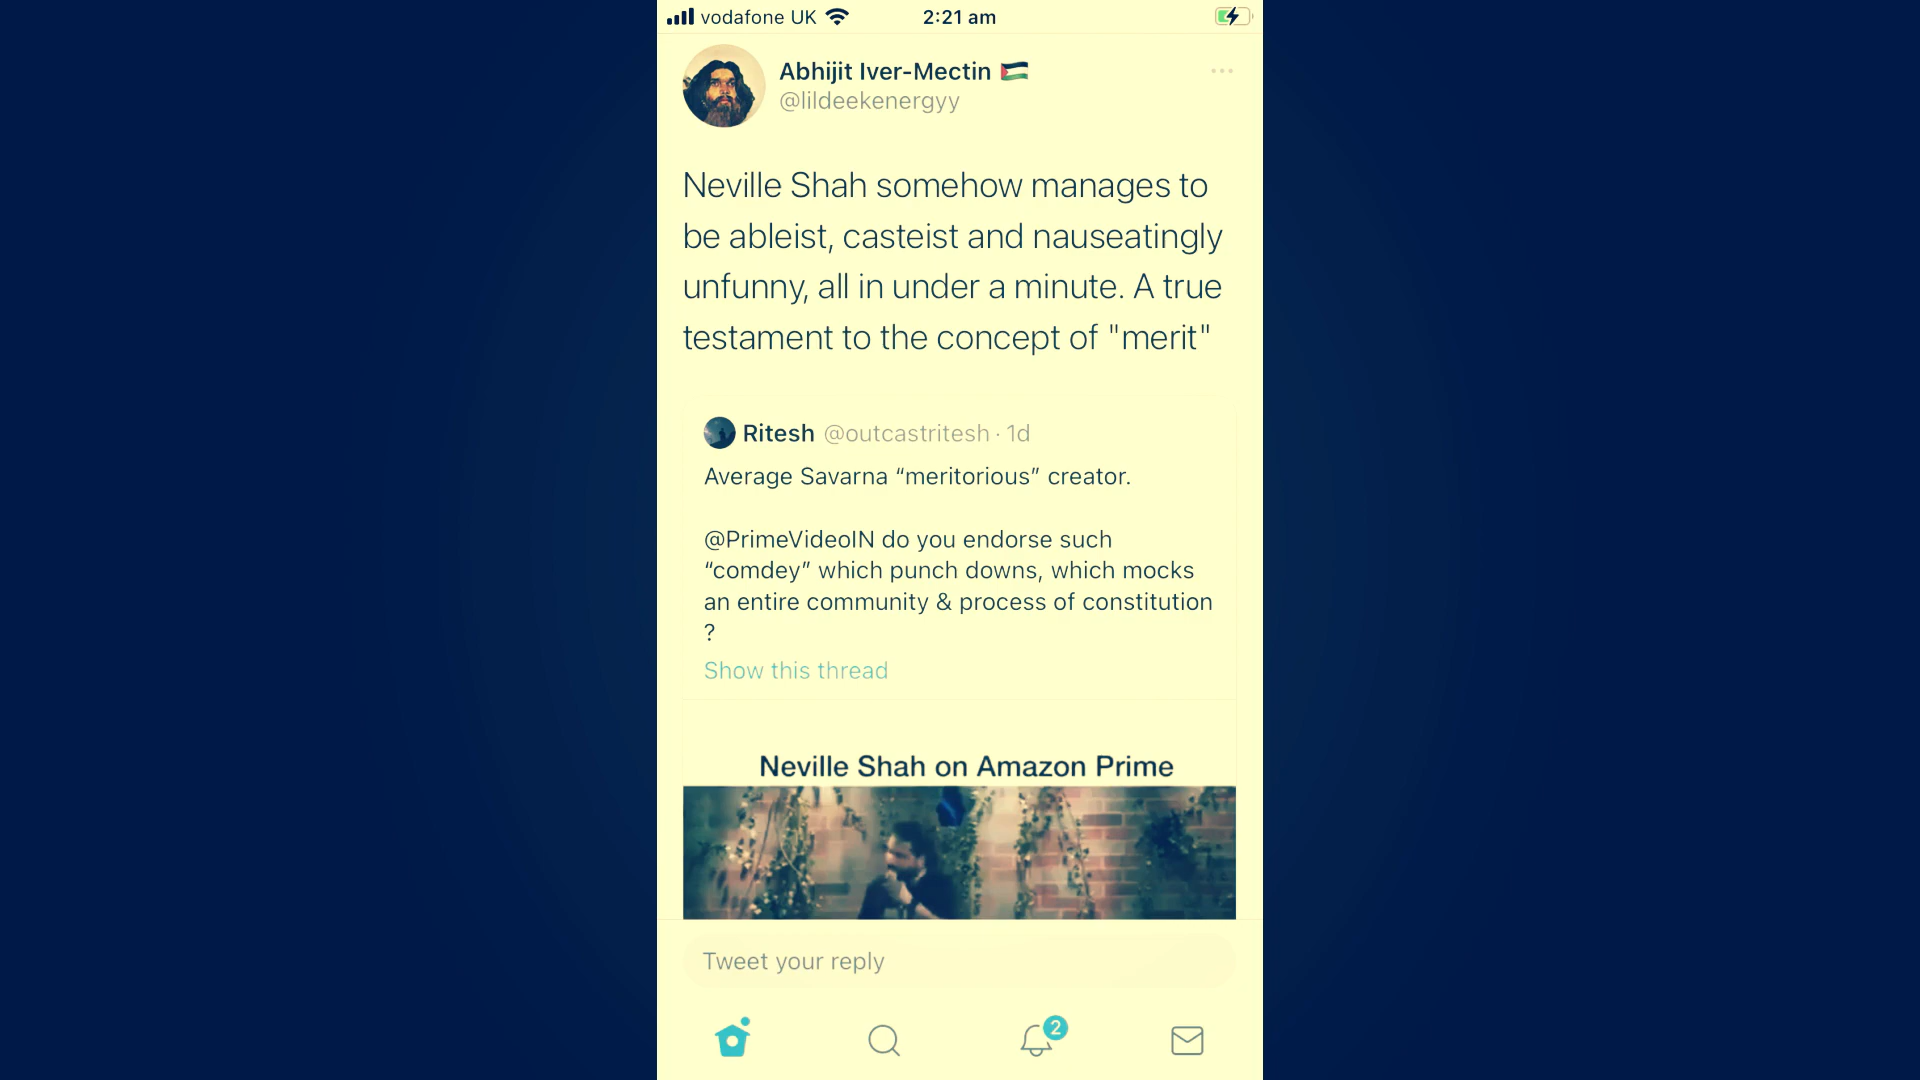 vodafone UK 2:21 am
Abhijit Iver-Mectin 🇵🇸
@lildeekenergyy
Neville Shah somehow manages to
be ableist, casteist and nauseatingly
unfunny, all in under a minute. A true
testament to the concept of "merit"
Ritesh @outcastritesh · 1d
Average Savarna “meritorious” creator.
@PrimeVideoIN do you endorse such
“comdey” which punch downs, which mocks
an entire community & process of constitution
?
Show this thread
Neville Shah on Amazon Prime
Tweet your reply
2